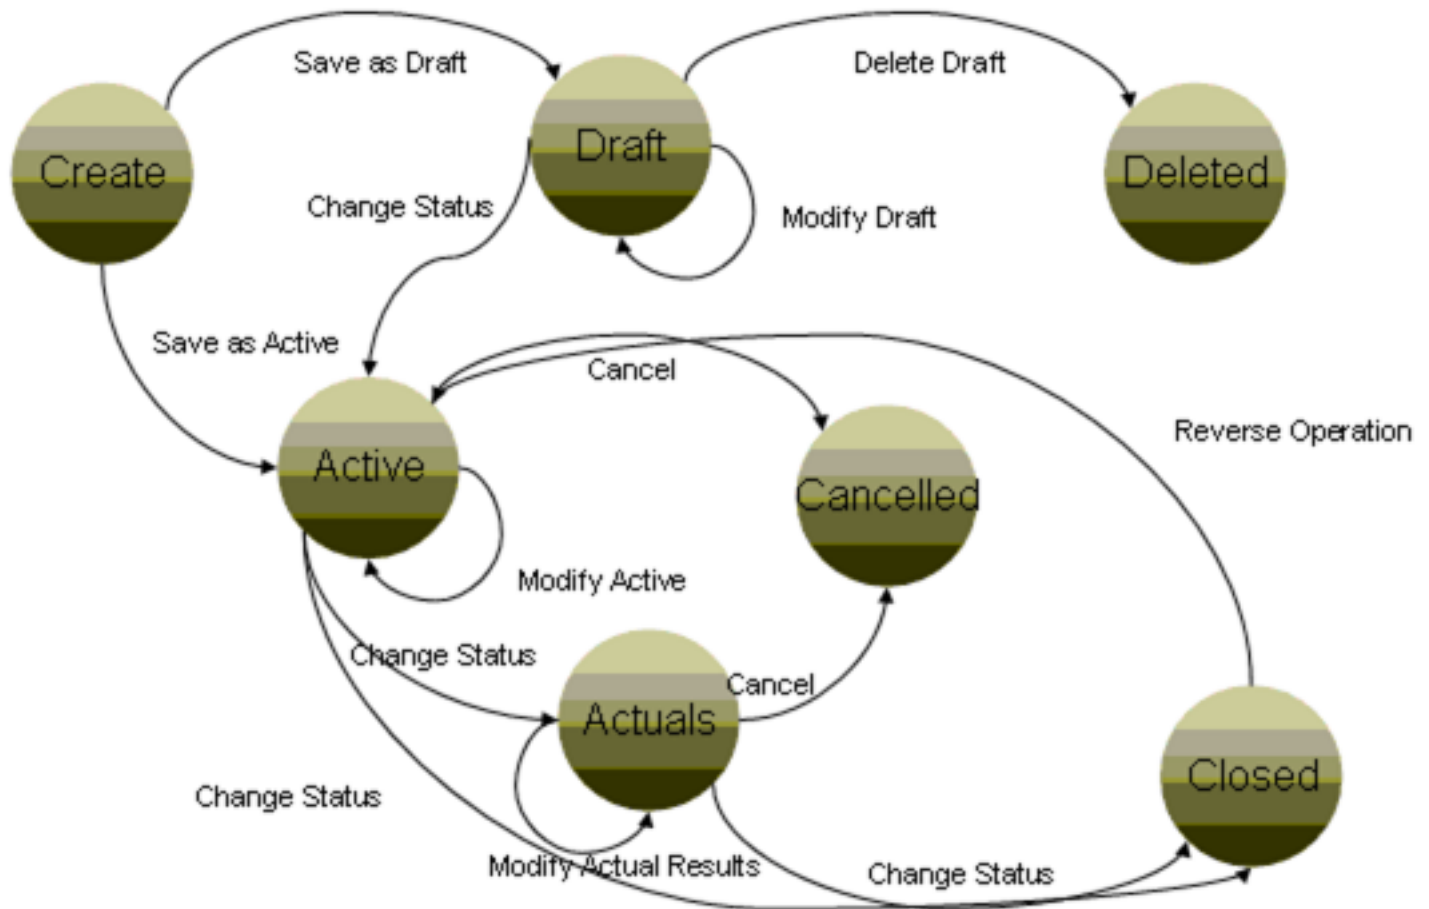 Save as Draft
Delete Draft
Draft
Create
Deleted
Change Status
Modify Draft
Save as Active
Cancel
Reverse Operation
Active
Cancelled
Modify Active
Change Status
Cancel
Actuals
Closed
Change Status
Modify Actual Results
Change Status